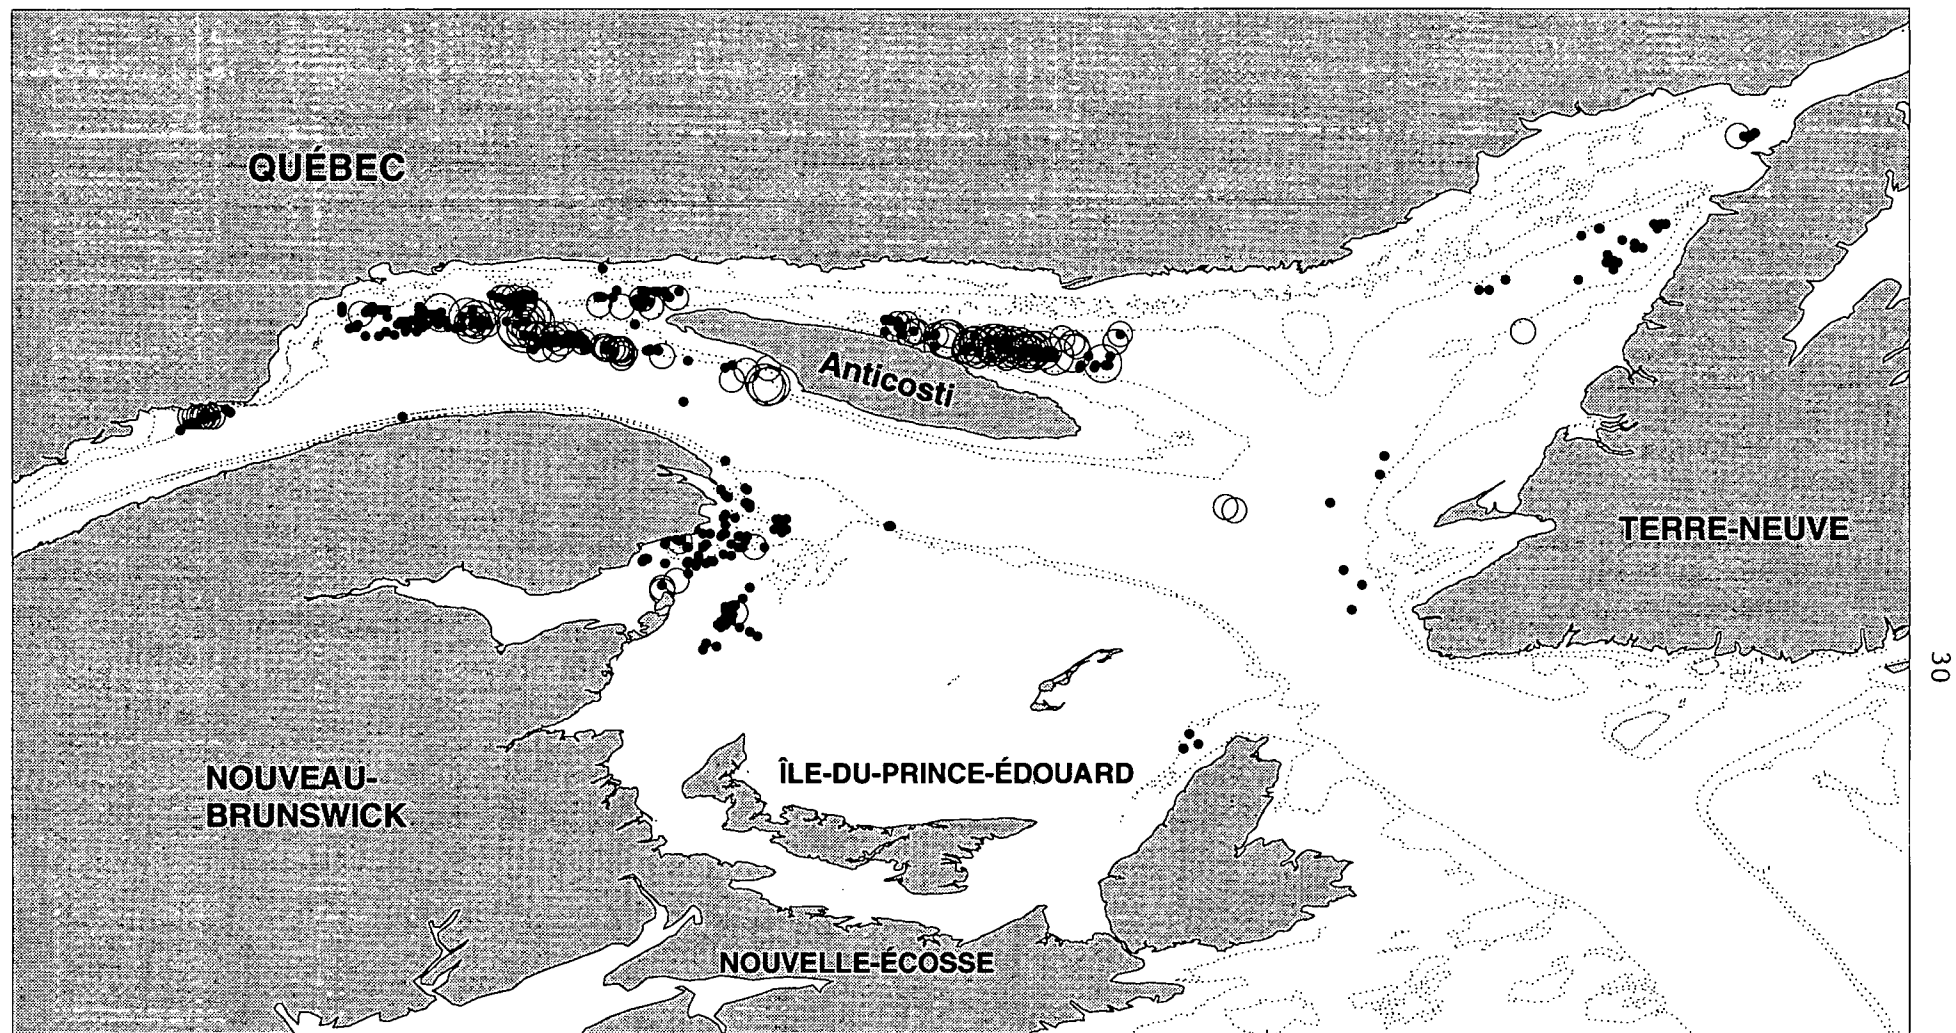 QUÉBEC
Anticosti
TERRE-NEUVE
30
NOUVEAU-
BRUNSWICK
ÎLE-DU-PRINCE-ÉDOUARD
NOUVELLE-ÉCOSSE